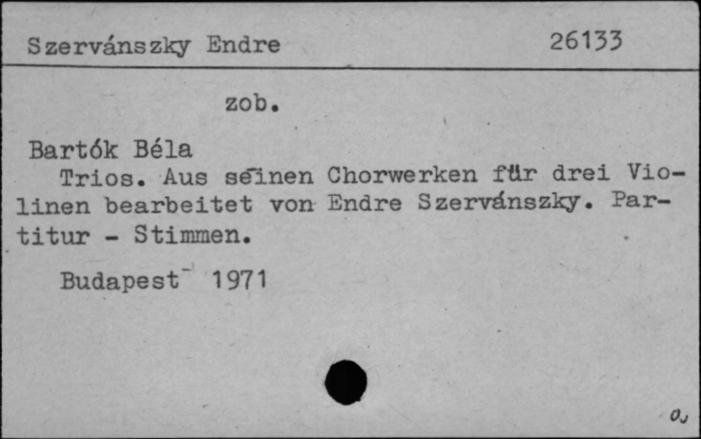 Szervánszky Endre 26133
zob.
Bartók Béla
Trios. Aus seinen Chorwerken für drei Vio-
linen bearbeitet von Endre Szervánszky. Par-
titur - Stimmen.
Budapest 1971